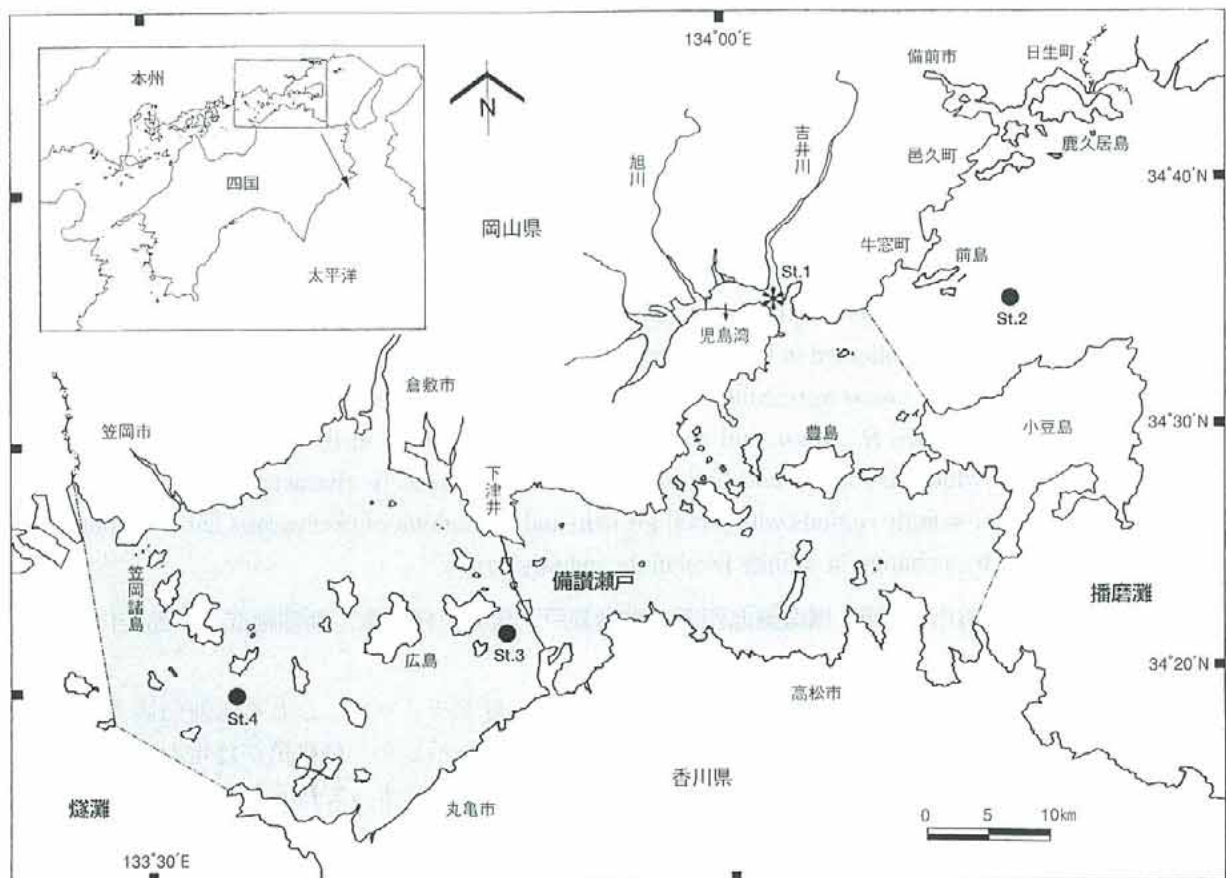 134°00′E
備前市
日生町
本州
N
旭川
吉井川
邑久町
鹿久居島
34°40′N
四国
岡山県
牛窓町
前島
太平洋
St.1
St.2
児島湾
倉敷市
笠岡市
豊島
小豆島
34°30′N
下津井
笠岡諸島
備讃瀬戸
播磨灘
広島
St.3
34°20′N
St.4
高松市
香川県
燧灘
丸亀市
0 5 10km
133°30′E